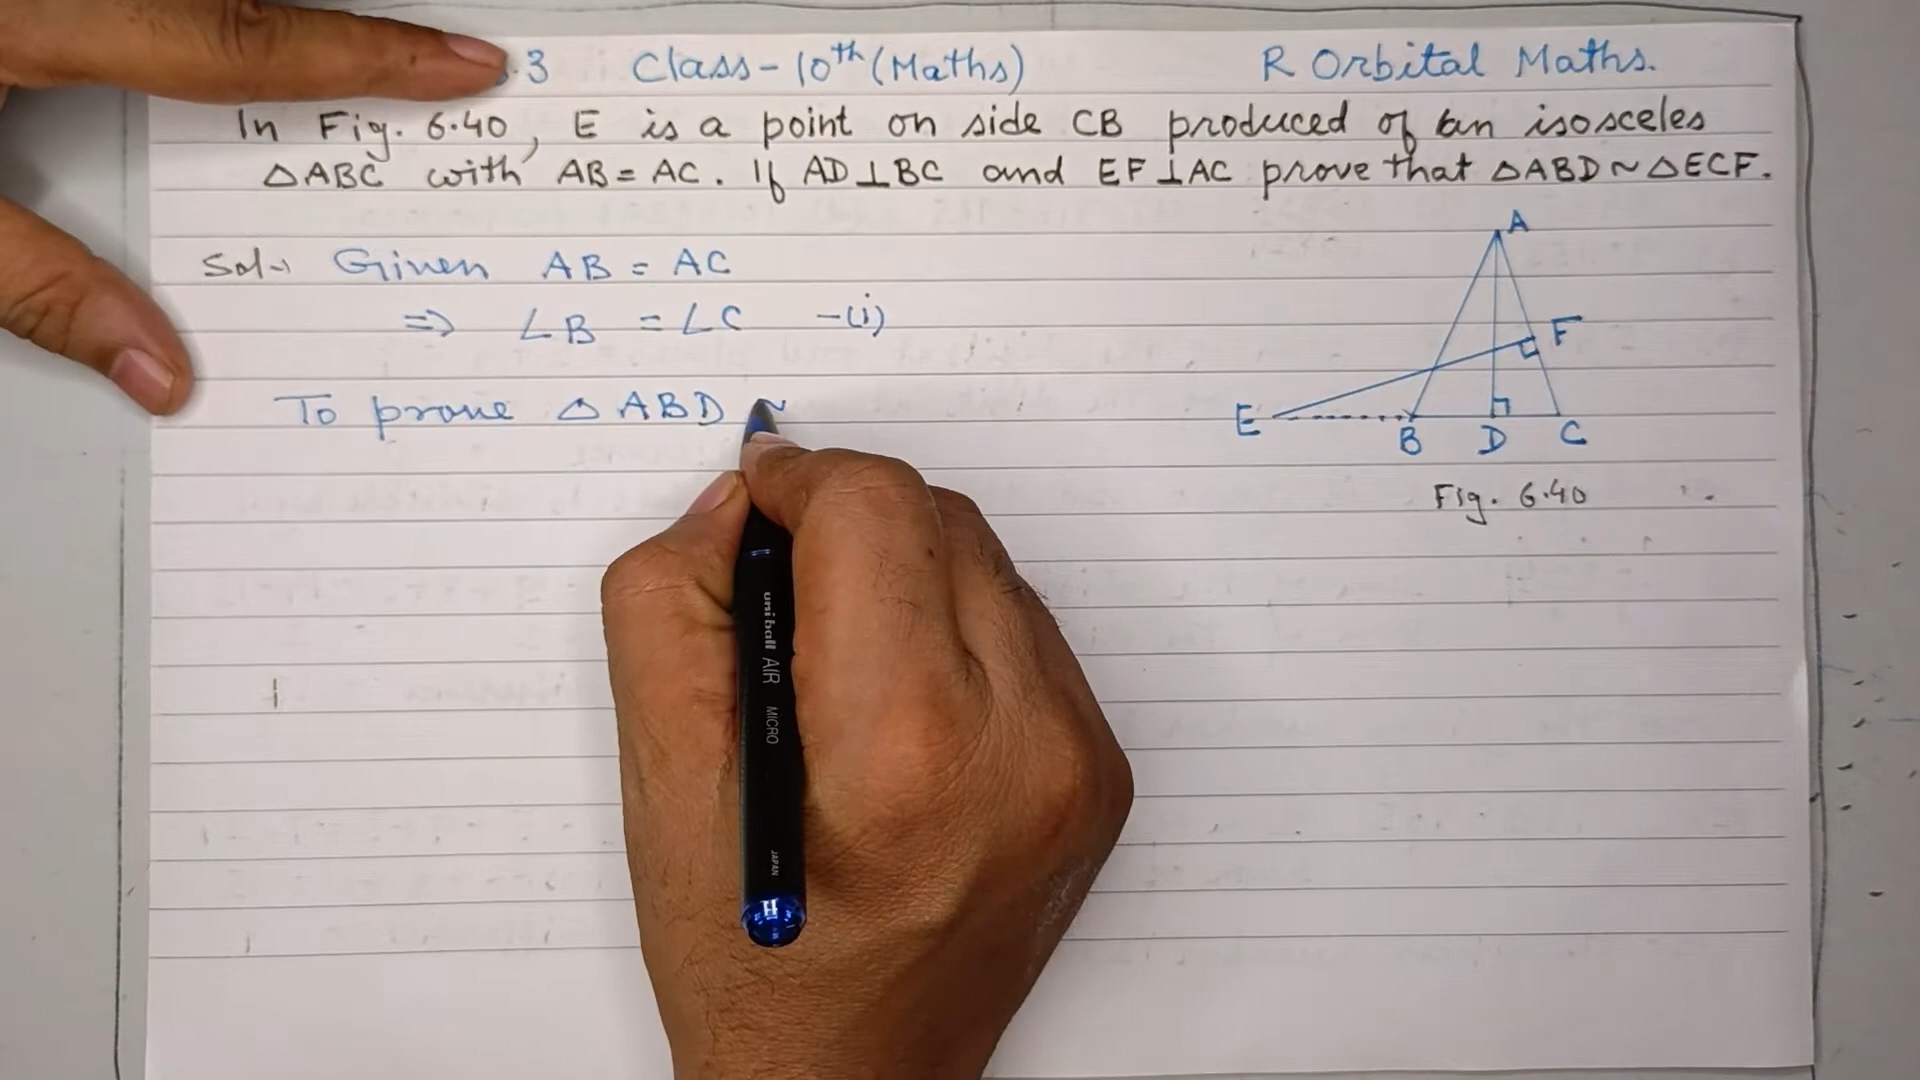 .3 Class - 10th (Maths) R Orbital Maths.
In Fig. 6.40, E is a point on side CB produced of an isosceles
△ABC with AB = AC. If AD⊥BC and EF⊥AC prove that △ABD ~ △ECF.
Sol→ Given AB = AC
=> ∠B = ∠C -(i)
To prove △ABD ~
A
F
E B D C
Fig. 6.40
uniball AIR MICRO
JAPAN